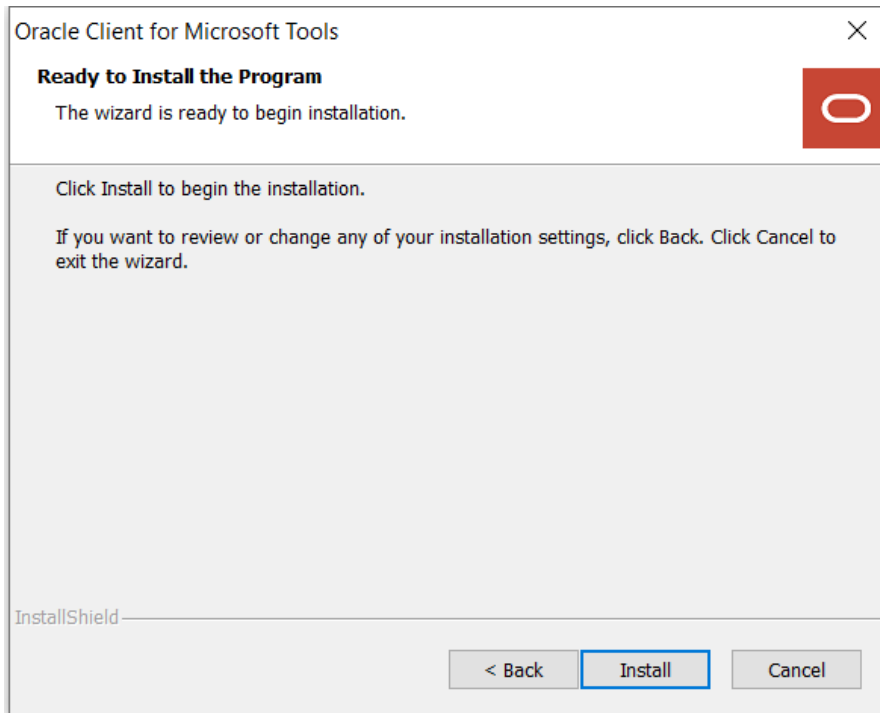 Oracle Client for Microsoft Tools
Ready to Install the Program
The wizard is ready to begin installation.
Click Install to begin the installation.
If you want to review or change any of your installation settings, click Back. Click Cancel to
exit the wizard.
InstallShield
< Back
Install
Cancel